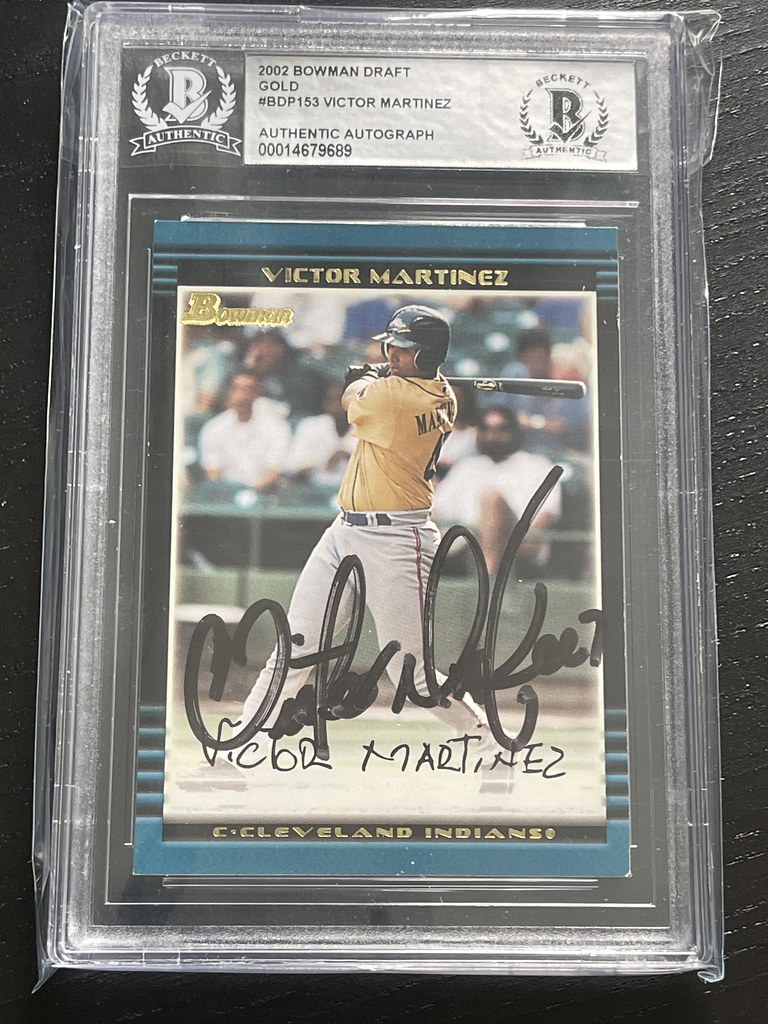 BECKETT
B
AUTHENTIC
2002 BOWMAN DRAFT
GOLD
#BDP153 VICTOR MARTINEZ
AUTHENTIC AUTOGRAPH
00014679689
BECKETT
B
AUTHENTIC
VICTOR MARTINEZ
Bowman
VICTOR MARTINEZ
C·CLEVELAND INDIANS®